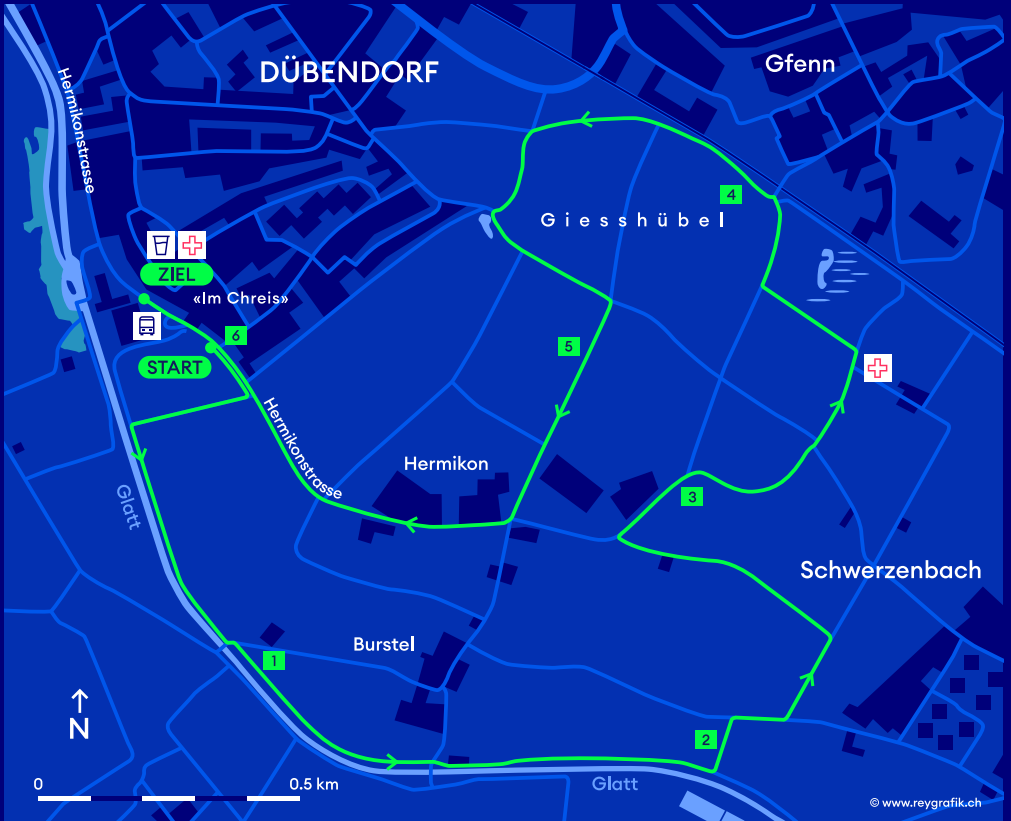 DÜBENDORF
Gfenn
Hermikonstrasse
4
Giesshübel
ZIEL
«Im Chreis»
6
START
5
Hermikonstrasse
Hermikon
3
Glatt
Schwerzenbach
Burstel
1
N
2
0
0.5 km
Glatt
© www.reygrafik.ch